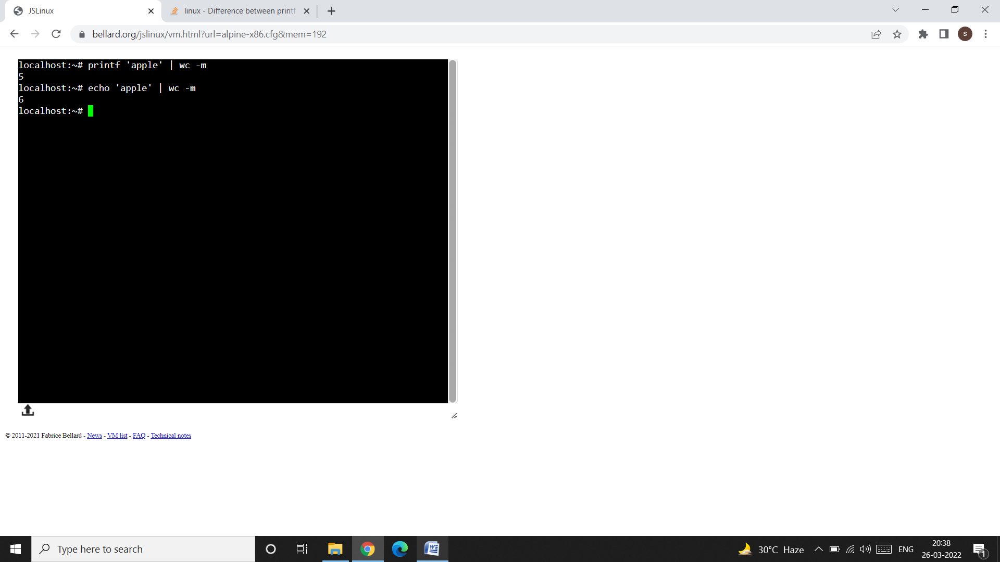 JSLinux
linux - Difference between printf
bellard.org/jslinux/vm.html?url=alpine-x86.cfg&mem=192
S
localhost:~# printf 'apple' | wc -m
5
localhost:~# echo 'apple' | wc -m
6
localhost:~#
© 2011-2021 Fabrice Bellard - News - VM list - FAQ - Technical notes
Type here to search
30°C Haze
ENG
20:38
26-03-2022
1